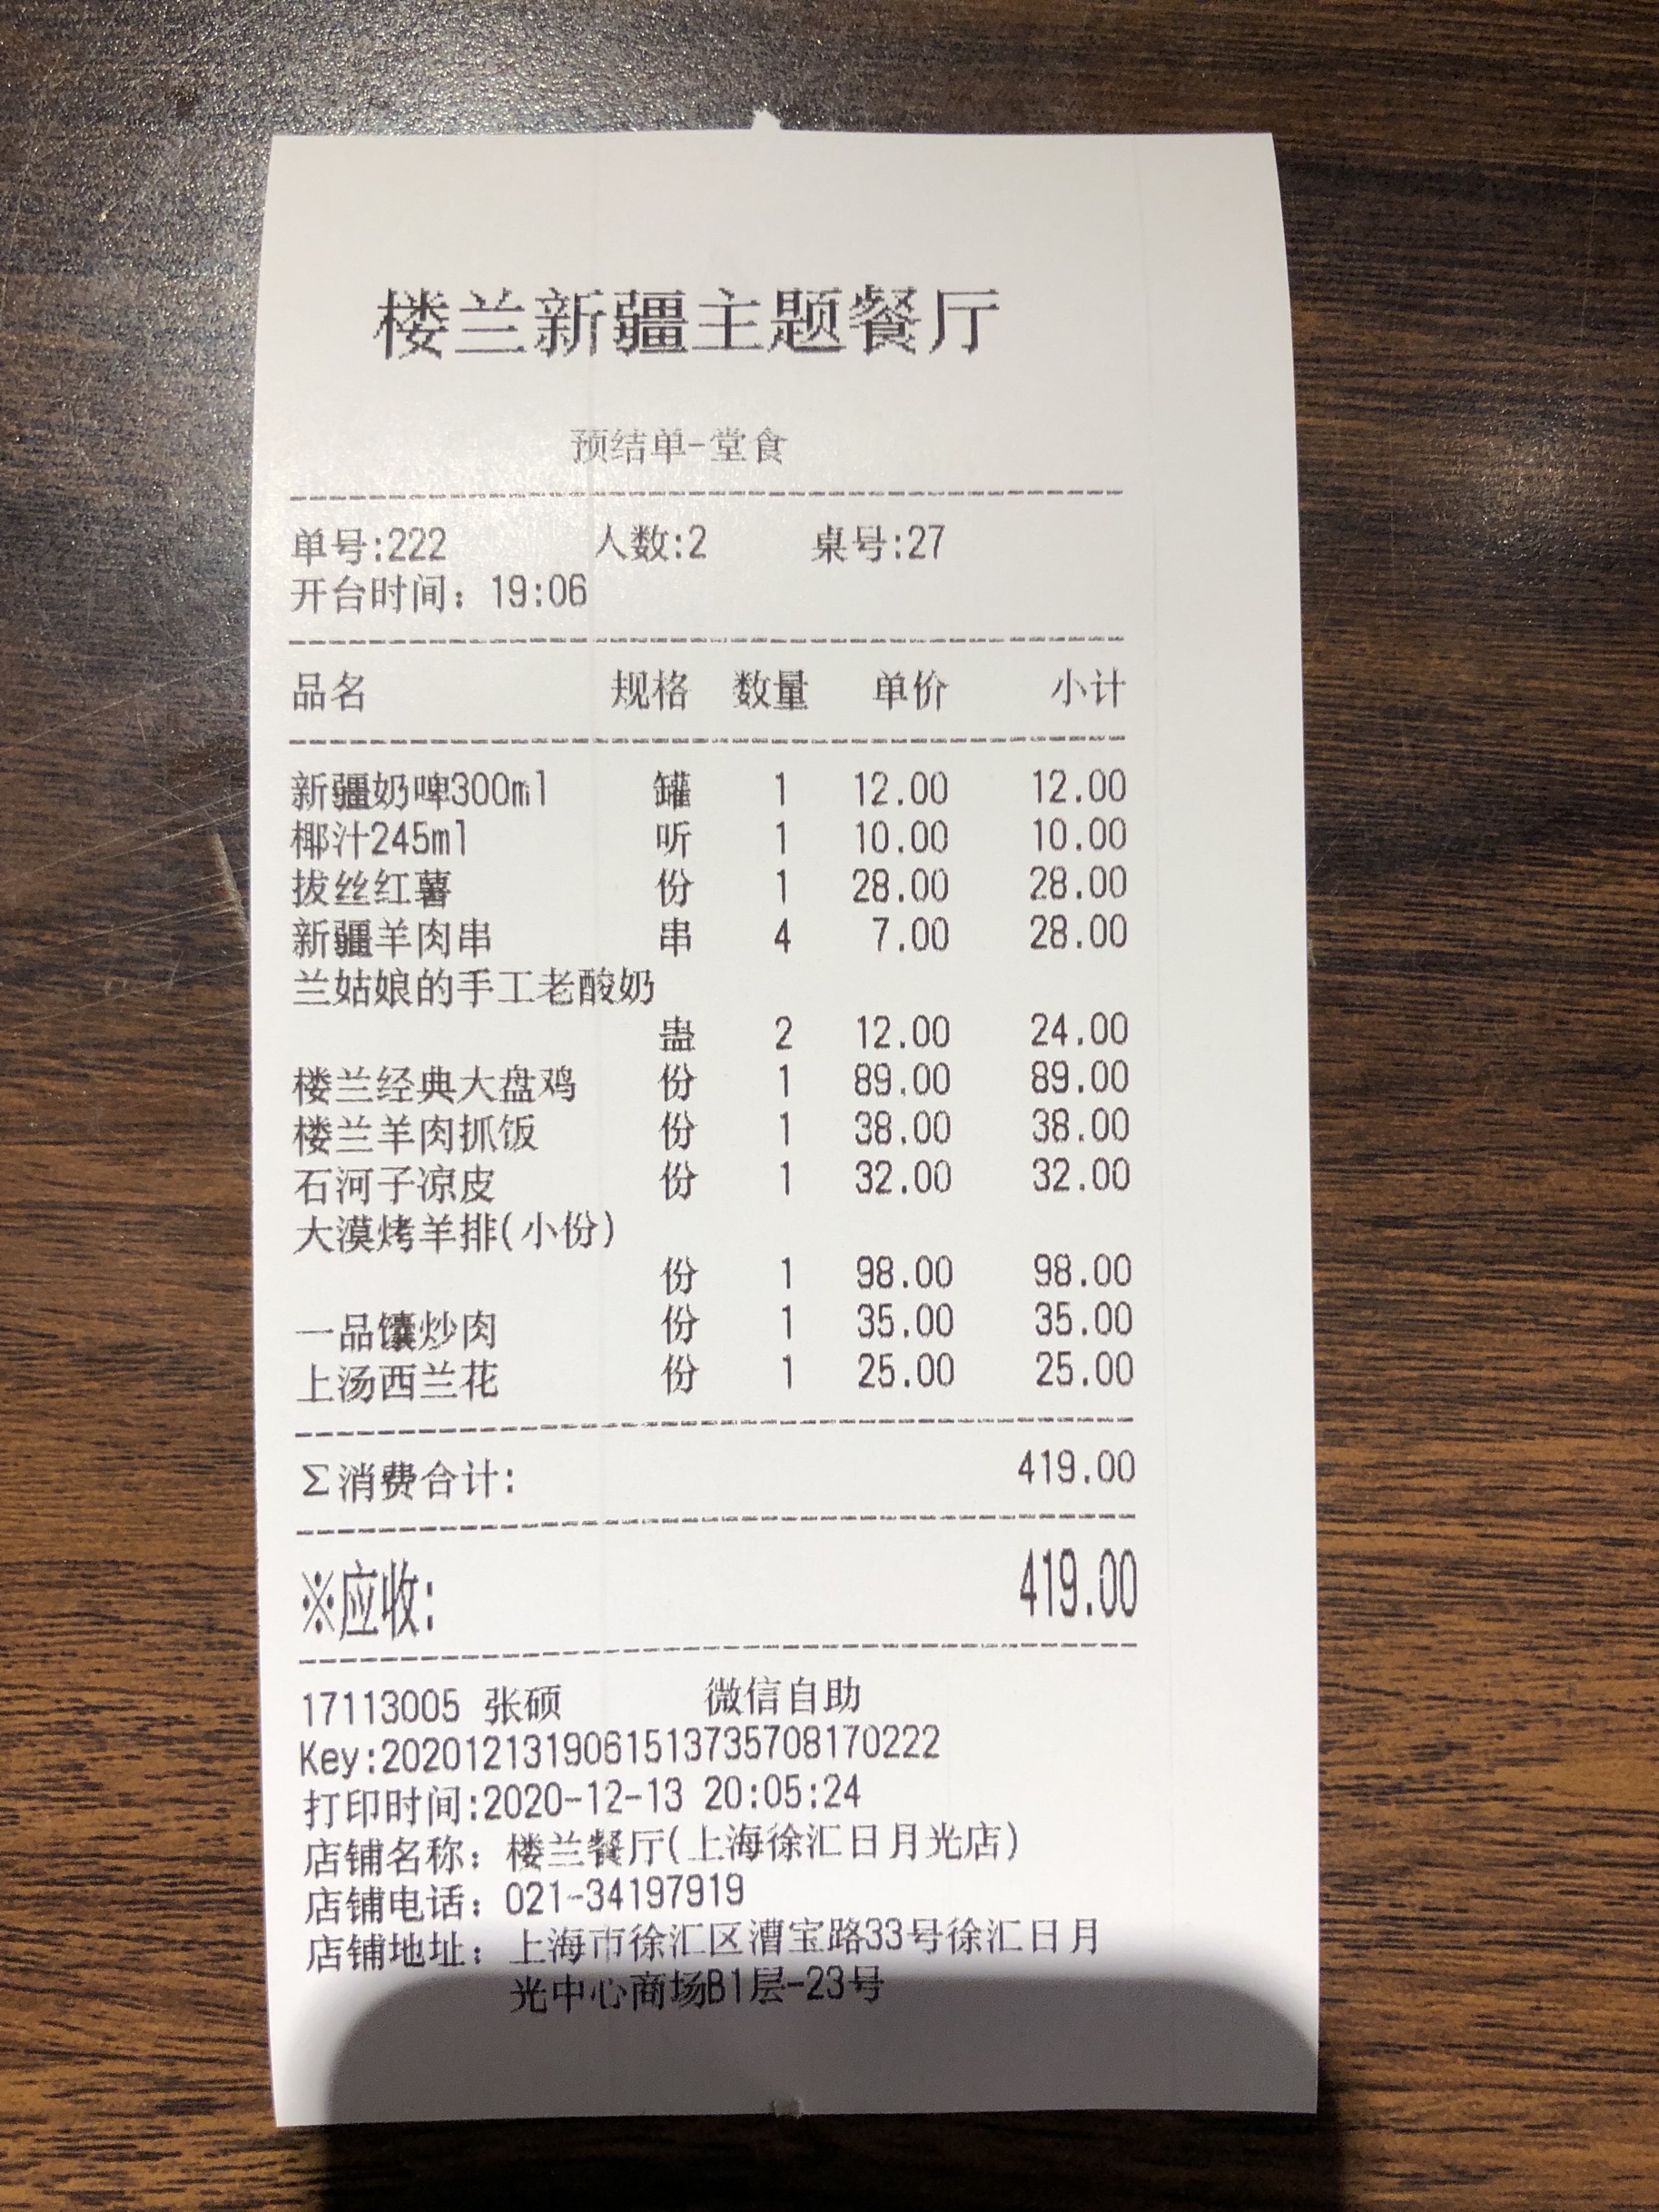 楼兰新疆主题餐厅
预结单-堂食
单号:222 人数:2 桌号:27
开台时间：19:06
品名 规格 数量 单价 小计
新疆奶啤300ml 罐 1 12.00 12.00
椰汁245ml 听 1 10.00 10.00
拔丝红薯 份 1 28.00 28.00
新疆羊肉串 串 4 7.00 28.00
兰姑娘的手工老酸奶
盅 2 12.00 24.00
楼兰经典大盘鸡 份 1 89.00 89.00
楼兰羊肉抓饭 份 1 38.00 38.00
石河子凉皮 份 1 32.00 32.00
大漠烤羊排(小份)
份 1 98.00 98.00
一品馕炒肉 份 1 35.00 35.00
上汤西兰花 份 1 25.00 25.00
Σ消费合计: 419.00
※应收: 419.00
17113005 张硕 微信自助
Key:20201213190615137357081​70222
打印时间:2020-12-13 20:05:24
店铺名称：楼兰餐厅(上海徐汇日月光店)
店铺电话：021-34197919
店铺地址：上海市徐汇区漕宝路33号徐汇日月
光中心商场B1层-23号